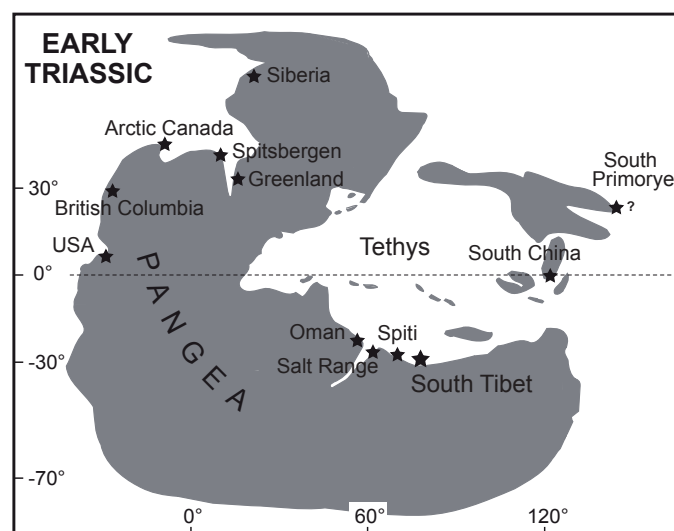 EARLY
TRIASSIC
Siberia
Arctic Canada
Spitsbergen
Greenland
South
Primorye
?
30°
British Columbia
USA
Tethys
South China
0°
PANGEA
Oman
Spiti
Salt Range
South Tibet
-30°
-70°
0°
60°
120°